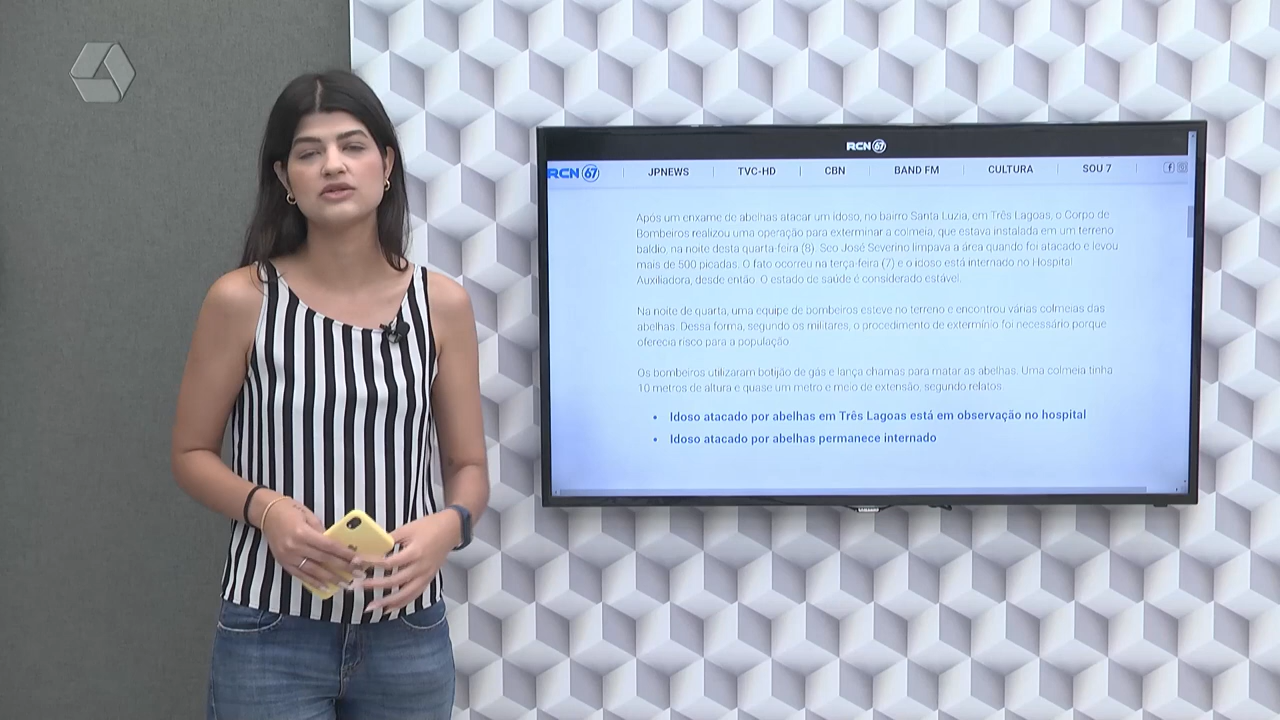 RCN 67
RCN 67 JPNEWS TVC-HD CBN BAND FM CULTURA SOU 7
Após um enxame de abelhas atacar um idoso, no bairro Santa Luzia, em Três Lagoas, o Corpo de
Bombeiros realizou uma operação para exterminar a colmeia, que estava instalada em um terreno
baldio, na noite desta quarta-feira (8). Seo José Severino limpava a área quando foi atacado e levou
mais de 500 picadas. O fato ocorreu na terça-feira (7) e o idoso está internado no Hospital
Auxiliadora, desde então. O estado de saúde é considerado estável.
Na noite de quarta, uma equipe de bombeiros esteve no terreno e encontrou várias colmeias das
abelhas. Dessa forma, segundo os militares, o procedimento de extermínio foi necessário porque
oferecia risco para a população.
Os bombeiros utilizaram botijão de gás e lança chamas para matar as abelhas. Uma colmeia tinha
10 metros de altura e quase um metro e meio de extensão, segundo relatos.
• Idoso atacado por abelhas em Três Lagoas está em observação no hospital
• Idoso atacado por abelhas permanece internado